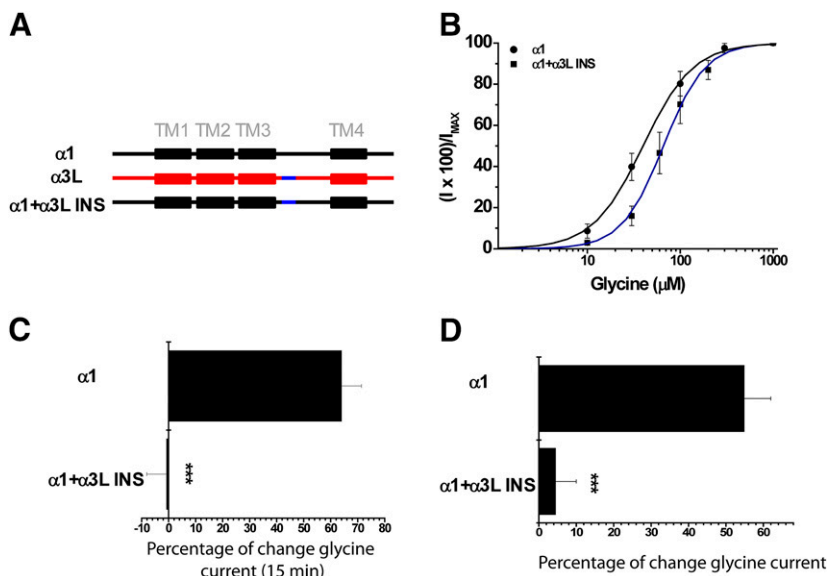 A
TM1 TM2 TM3 TM4
α1
α3L
α1+α3L INS
B
α1
α1+α3L INS
(I x 100)/IMAX
100
80
60
40
20
0
10 100 1000
Glycine (μM)
C
α1
α1+α3L INS
***
-10 0 10 20 30 40 50 60 70 80
Percentage of change glycine
current (15 min)
D
α1
α1+α3L INS
***
0 10 20 30 40 50 60
Percentage of change glycine current